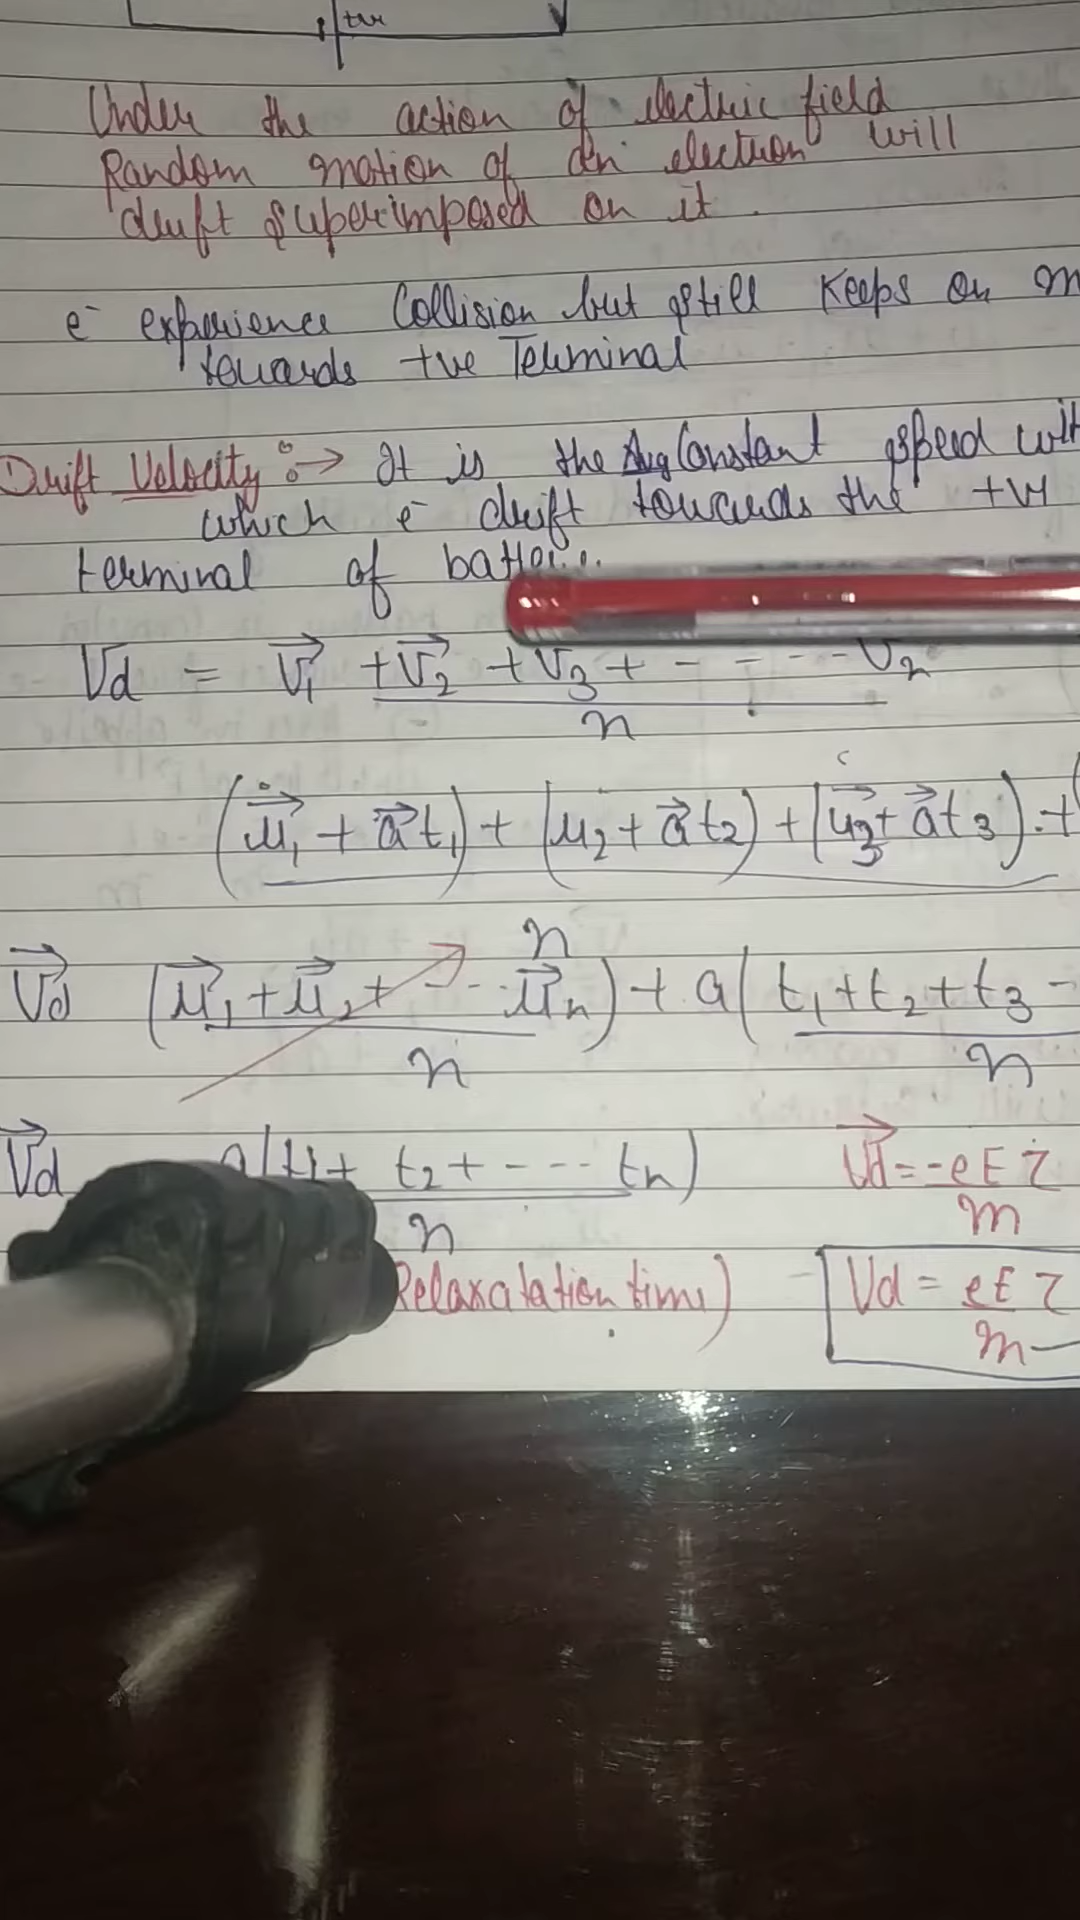 +ve
Under the action of electric field
Random motion of an electron will
drift superimposed on it.
e⁻ experience Collision but still Keeps on m
towards +ve Terminal
Drift Velocity :→ It is the Avg Constant speed wit
which e⁻ drift towards the +v
terminal of batte
Vd = V⃗₁ + V⃗₂ + V₃ + - - - - - Vₙ
n
(u⃗₁ + a⃗t₁) + (u₂ + a⃗t₂) + (u⃗₃ + a⃗t₃) + (
n
V⃗d (u⃗₁ + u⃗₂ + - - - u⃗ₙ) + a(t₁ + t₂ + t₃ -
n n
V⃗d a(t₁ + t₂ + - - - - tₙ)
n
V⃗d = -eEτ
m
Relaxatation time)
Vd = eEτ
m